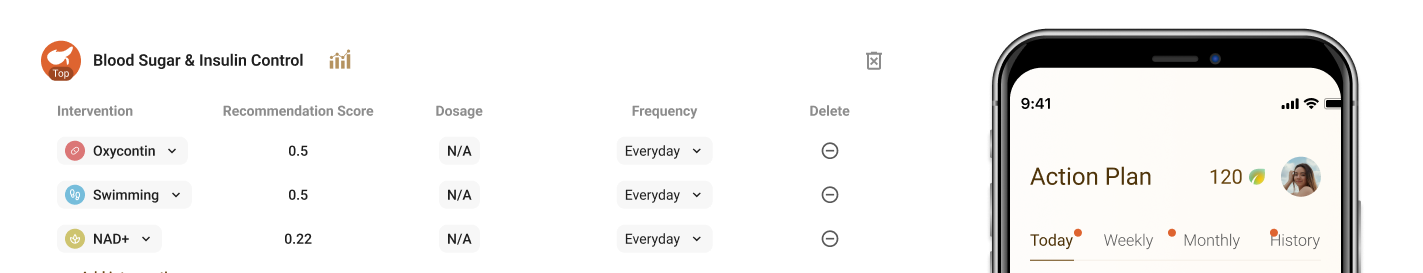 Top
Blood Sugar & Insulin Control
Intervention Recommendation Score Dosage Frequency Delete
Oxycontin 0.5 N/A Everyday
Swimming 0.5 N/A Everyday
NAD+ 0.22 N/A Everyday
9:41
Action Plan 120
Today Weekly Monthly History